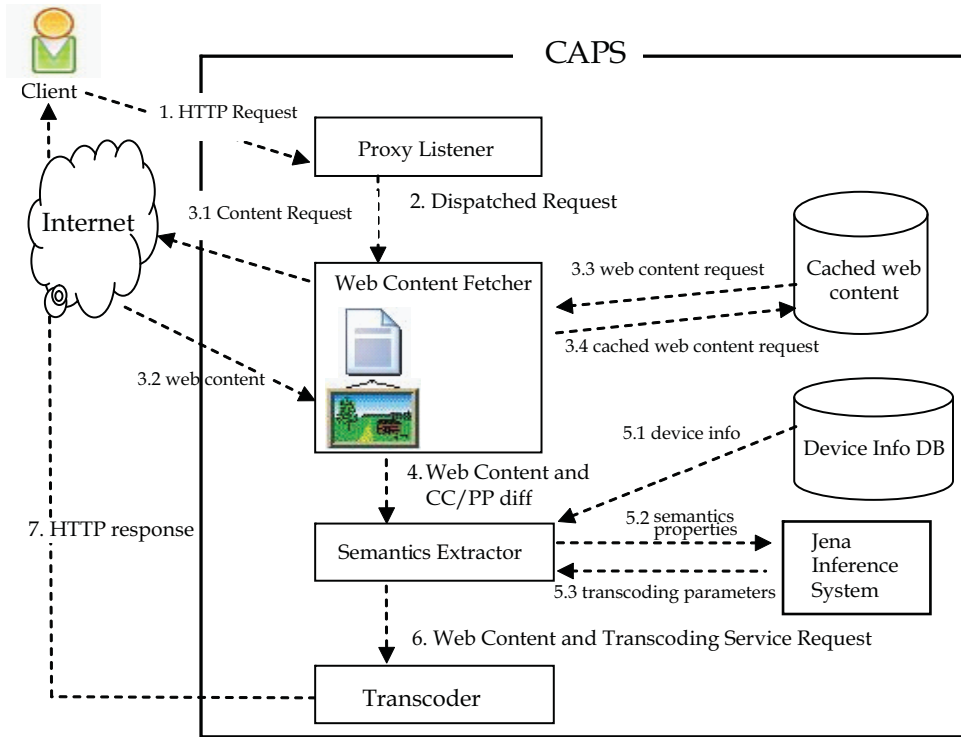 CAPS
Client
1. HTTP Request
Proxy Listener
Internet
3.1 Content Request
2. Dispatched Request
Web Content Fetcher
3.3 web content request
Cached web
content
3.4 cached web content request
3.2 web content
5.1 device info
Device Info DB
4. Web Content and
CC/PP diff
7. HTTP response
Semantics Extractor
5.2 semantics
properties
Jena
Inference
System
5.3 transcoding parameters
6. Web Content and Transcoding Service Request
Transcoder